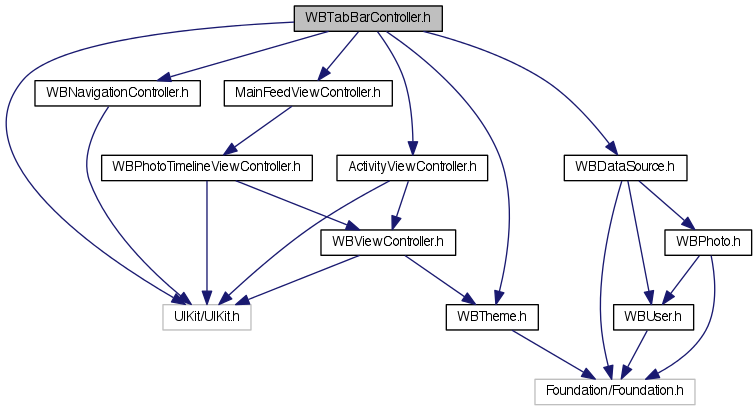 WBTabBarController.h
WBNavigationController.h
MainFeedViewController.h
WBPhotoTimelineViewController.h
ActivityViewController.h
WBDataSource.h
WBViewController.h
WBPhoto.h
UIKit/UIKit.h
WBTheme.h
WBUser.h
Foundation/Foundation.h